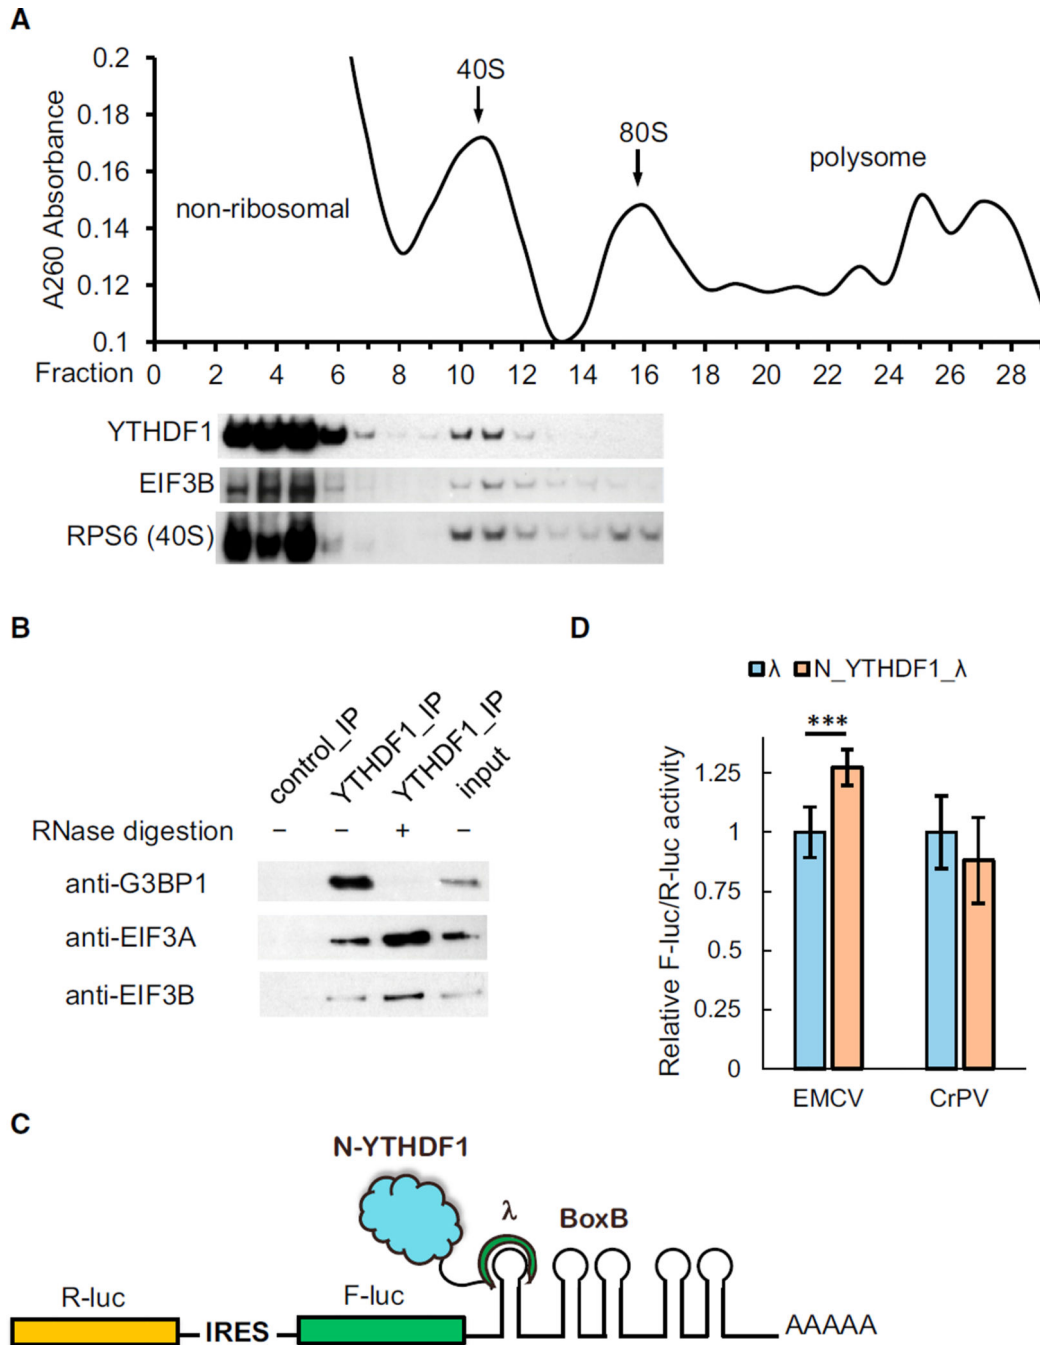 A
0.2
0.18
0.16
0.14
0.12
0.1
A260 Absorbance
40S
80S
polysome
non-ribosomal
Fraction 0 2 4 6 8 10 12 14 16 18 20 22 24 26 28
YTHDF1
EIF3B
RPS6 (40S)
B
control_IP
YTHDF1_IP
YTHDF1_IP
input
RNase digestion – – + –
anti-G3BP1
anti-EIF3A
anti-EIF3B
D
λ N_YTHDF1_λ
***
1.25
1
0.75
0.5
0.25
0
Relative F-luc/R-luc activity
EMCV CrPV
C
N-YTHDF1
λ
BoxB
R-luc
IRES
F-luc
AAAAA